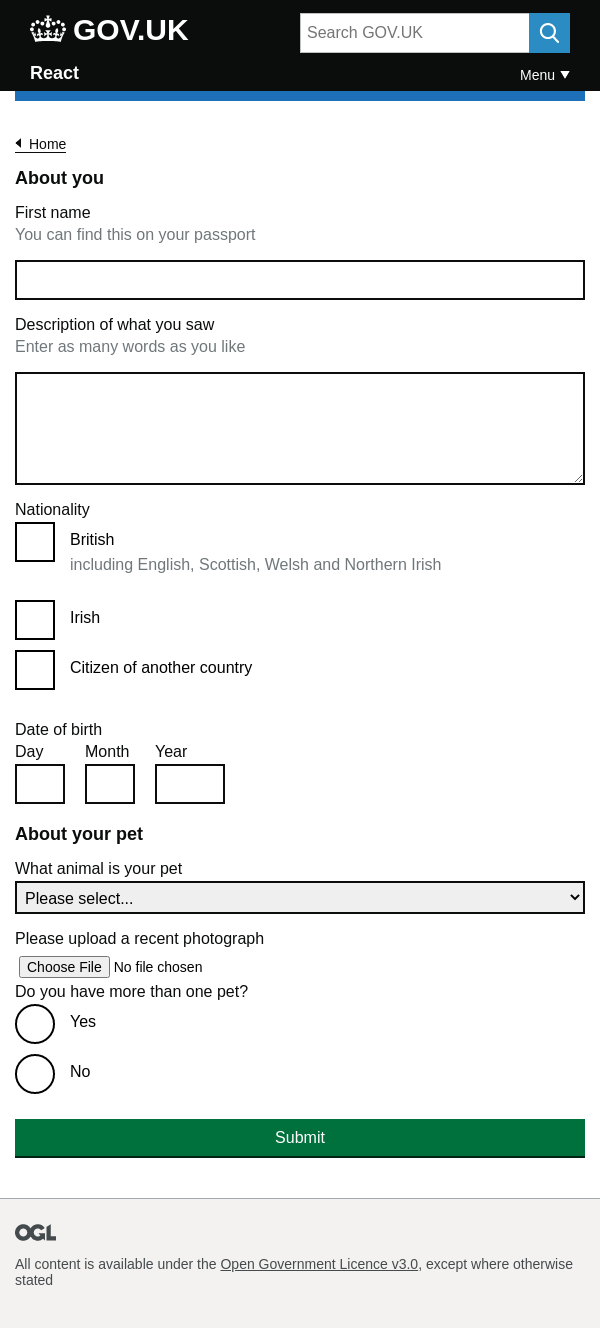 GOV.UK
Search GOV.UK
React
Menu
Home
About you
First name
You can find this on your passport
Description of what you saw
Enter as many words as you like
Nationality
British
including English, Scottish, Welsh and Northern Irish
Irish
Citizen of another country
Date of birth
Day Month Year
About your pet
What animal is your pet
Please select...
Please upload a recent photograph
Choose File No file chosen
Do you have more than one pet?
Yes
No
Submit
OGL
All content is available under the Open Government Licence v3.0, except where otherwise
stated